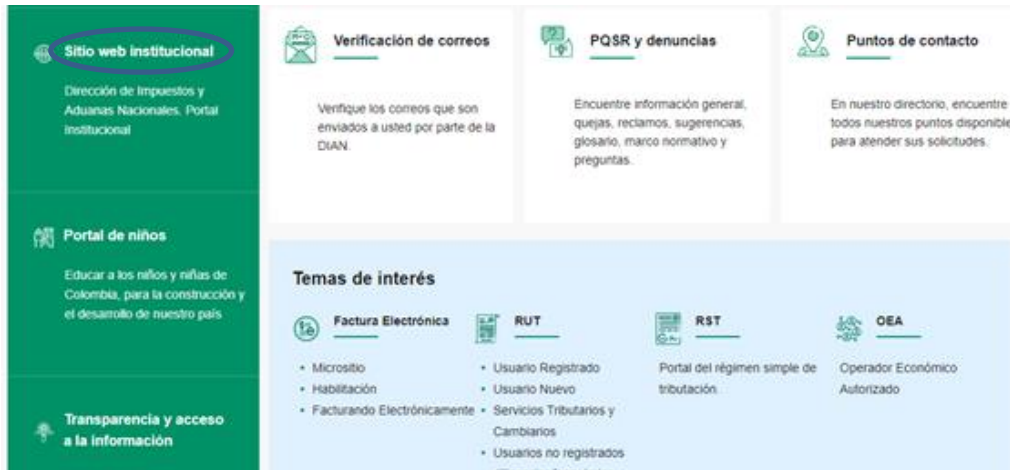 Sitio web institucional
Dirección de Impuestos y
Aduanas Nacionales, Portal
Institucional
Portal de niños
Educar a los niños y niñas de
Colombia, para la construcción y
el desarrollo de nuestro país
Transparencia y acceso
a la información
Verificación de correos
Verifique los correos que son
enviados a usted por parte de la
DIAN.
PQSR y denuncias
Encuentre información general,
quejas, reclamos, sugerencias,
glosario, marco normativo y
preguntas.
Puntos de contacto
En nuestro directorio, encuentre
todos nuestros puntos disponible
para atender sus solicitudes.
Temas de interés
Factura Electrónica
• Micrositio
• Habilitación
• Facturando Electrónicamente
RUT
• Usuario Registrado
• Usuario Nuevo
• Servicios Tributarios y
Cambiarios
• Usuarios no registrados
RST
Portal del régimen simple de
tributación
OEA
Operador Económico
Autorizado